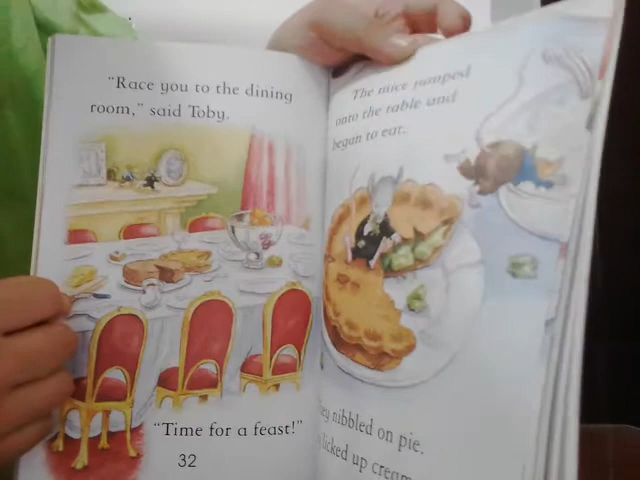 "Race you to the dining
room," said Toby.
"Time for a feast!"
32
The mice jumped
onto the table and
began to eat.
nibbled on pie.
licked up cream